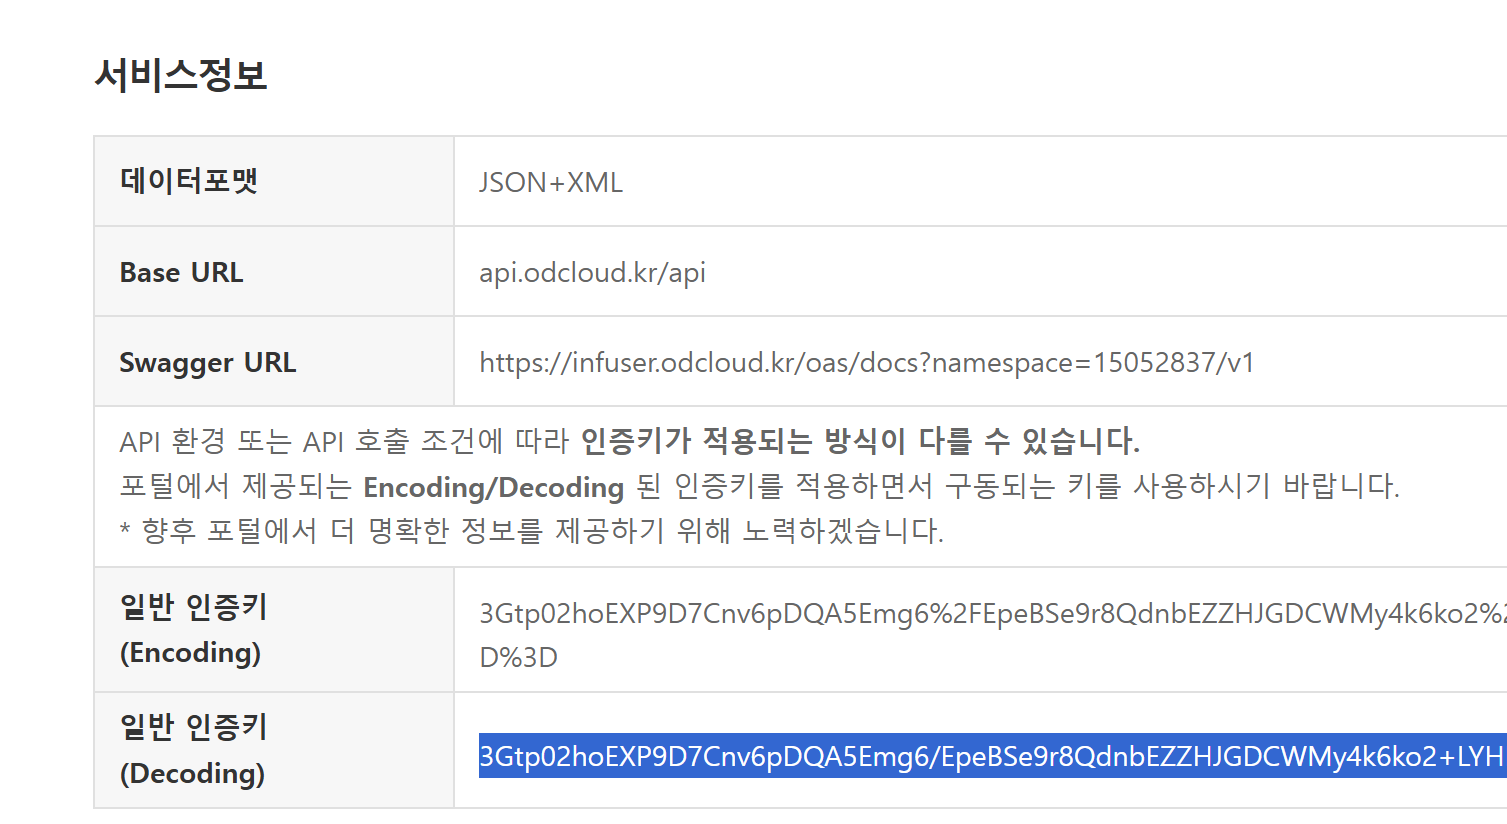 서비스정보
데이터포맷
JSON+XML
Base URL
api.odcloud.kr/api
Swagger URL
https://infuser.odcloud.kr/oas/docs?namespace=15052837/v1
API 환경 또는 API 호출 조건에 따라 인증키가 적용되는 방식이 다를 수 있습니다.
포털에서 제공되는 Encoding/Decoding 된 인증키를 적용하면서 구동되는 키를 사용하시기 바랍니다.
* 향후 포털에서 더 명확한 정보를 제공하기 위해 노력하겠습니다.
일반 인증키
(Encoding)
3Gtp02hoEXP9D7Cnv6pDQA5Emg6%2FEpeBSe9r8QdnbEZZHJGDCWMy4k6ko2%2
D%3D
일반 인증키
(Decoding)
3Gtp02hoEXP9D7Cnv6pDQA5Emg6/EpeBSe9r8QdnbEZZHJGDCWMy4k6ko2+LYH